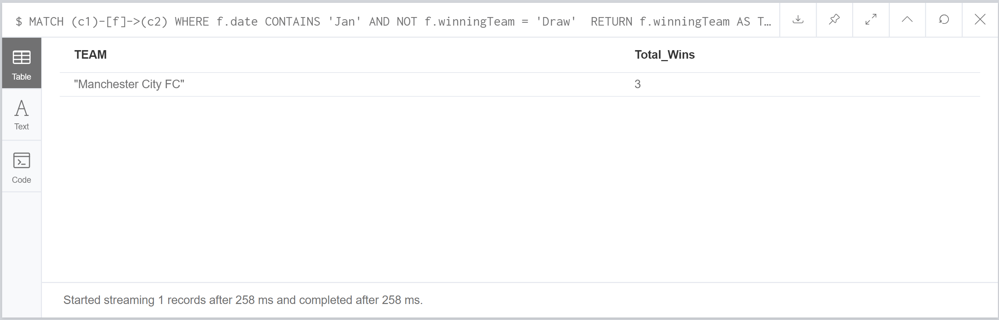 $ MATCH (c1)-[f]->(c2) WHERE f.date CONTAINS 'Jan' AND NOT f.winningTeam = 'Draw'  RETURN f.winningTeam AS T…
Table
Text
Code
TEAM Total_Wins
"Manchester City FC" 3
Started streaming 1 records after 258 ms and completed after 258 ms.